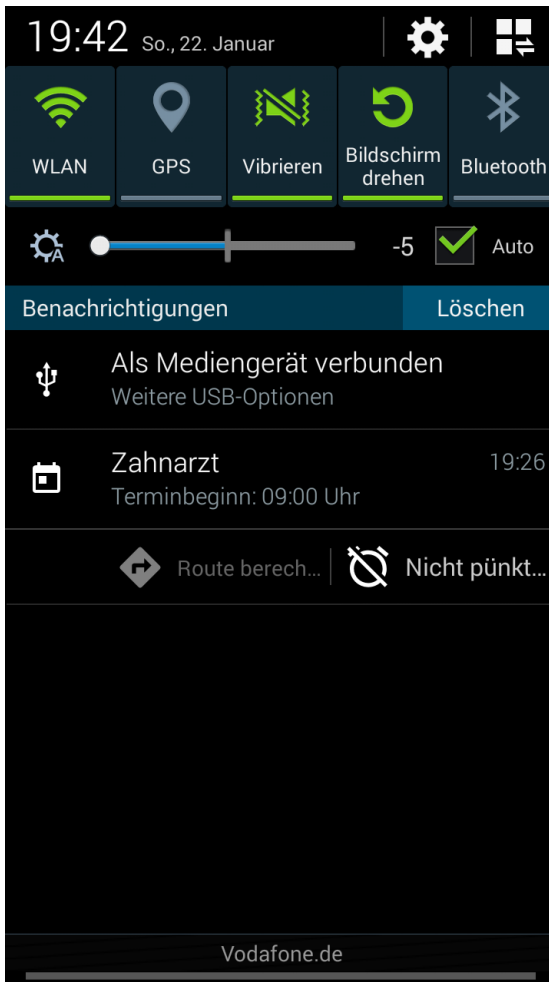 19:42 So., 22. Januar
WLAN GPS Vibrieren Bildschirm drehen Bluetooth
A -5 Auto
Benachrichtigungen Löschen
Als Mediengerät verbunden
Weitere USB-Optionen
Zahnarzt 19:26
Terminbeginn: 09:00 Uhr
Route berech... Nicht pünkt...
Vodafone.de